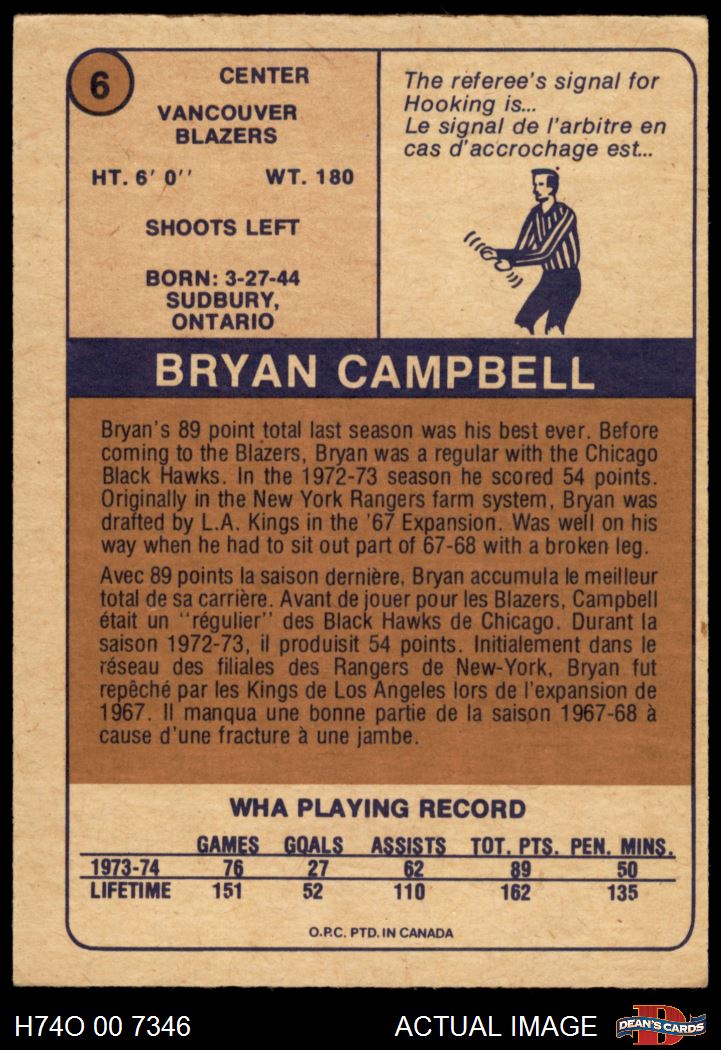 6
CENTER
VANCOUVER
BLAZERS
HT. 6' 0'' WT. 180
SHOOTS LEFT
BORN: 3-27-44
SUDBURY,
ONTARIO
The referee's signal for
Hooking is...
Le signal de l'arbitre en
cas d'accrochage est...
BRYAN CAMPBELL
Bryan's 89 point total last season was his best ever. Before
coming to the Blazers, Bryan was a regular with the Chicago
Black Hawks. In the 1972-73 season he scored 54 points.
Originally in the New York Rangers farm system, Bryan was
drafted by L.A. Kings in the '67 Expansion. Was well on his
way when he had to sit out part of 67-68 with a broken leg.
Avec 89 points la saison dernière, Bryan accumula le meilleur
total de sa carrière. Avant de jouer pour les Blazers, Campbell
était un ''régulier'' des Black Hawks de Chicago. Durant la
saison 1972-73, il produisit 54 points. Initialement dans le
réseau des filiales des Rangers de New-York, Bryan fut
repêché par les Kings de Los Angeles lors de l'expansion de
1967. Il manqua une bonne partie de la saison 1967-68 à
cause d'une fracture à une jambe.
WHA PLAYING RECORD
GAMES GOALS ASSISTS TOT. PTS. PEN. MINS.
1973-74 76 27 62 89 50
LIFETIME 151 52 110 162 135
O.P.C. PTD. IN CANADA
H74O 00 7346 ACTUAL IMAGE
D
DEAN'S CARDS